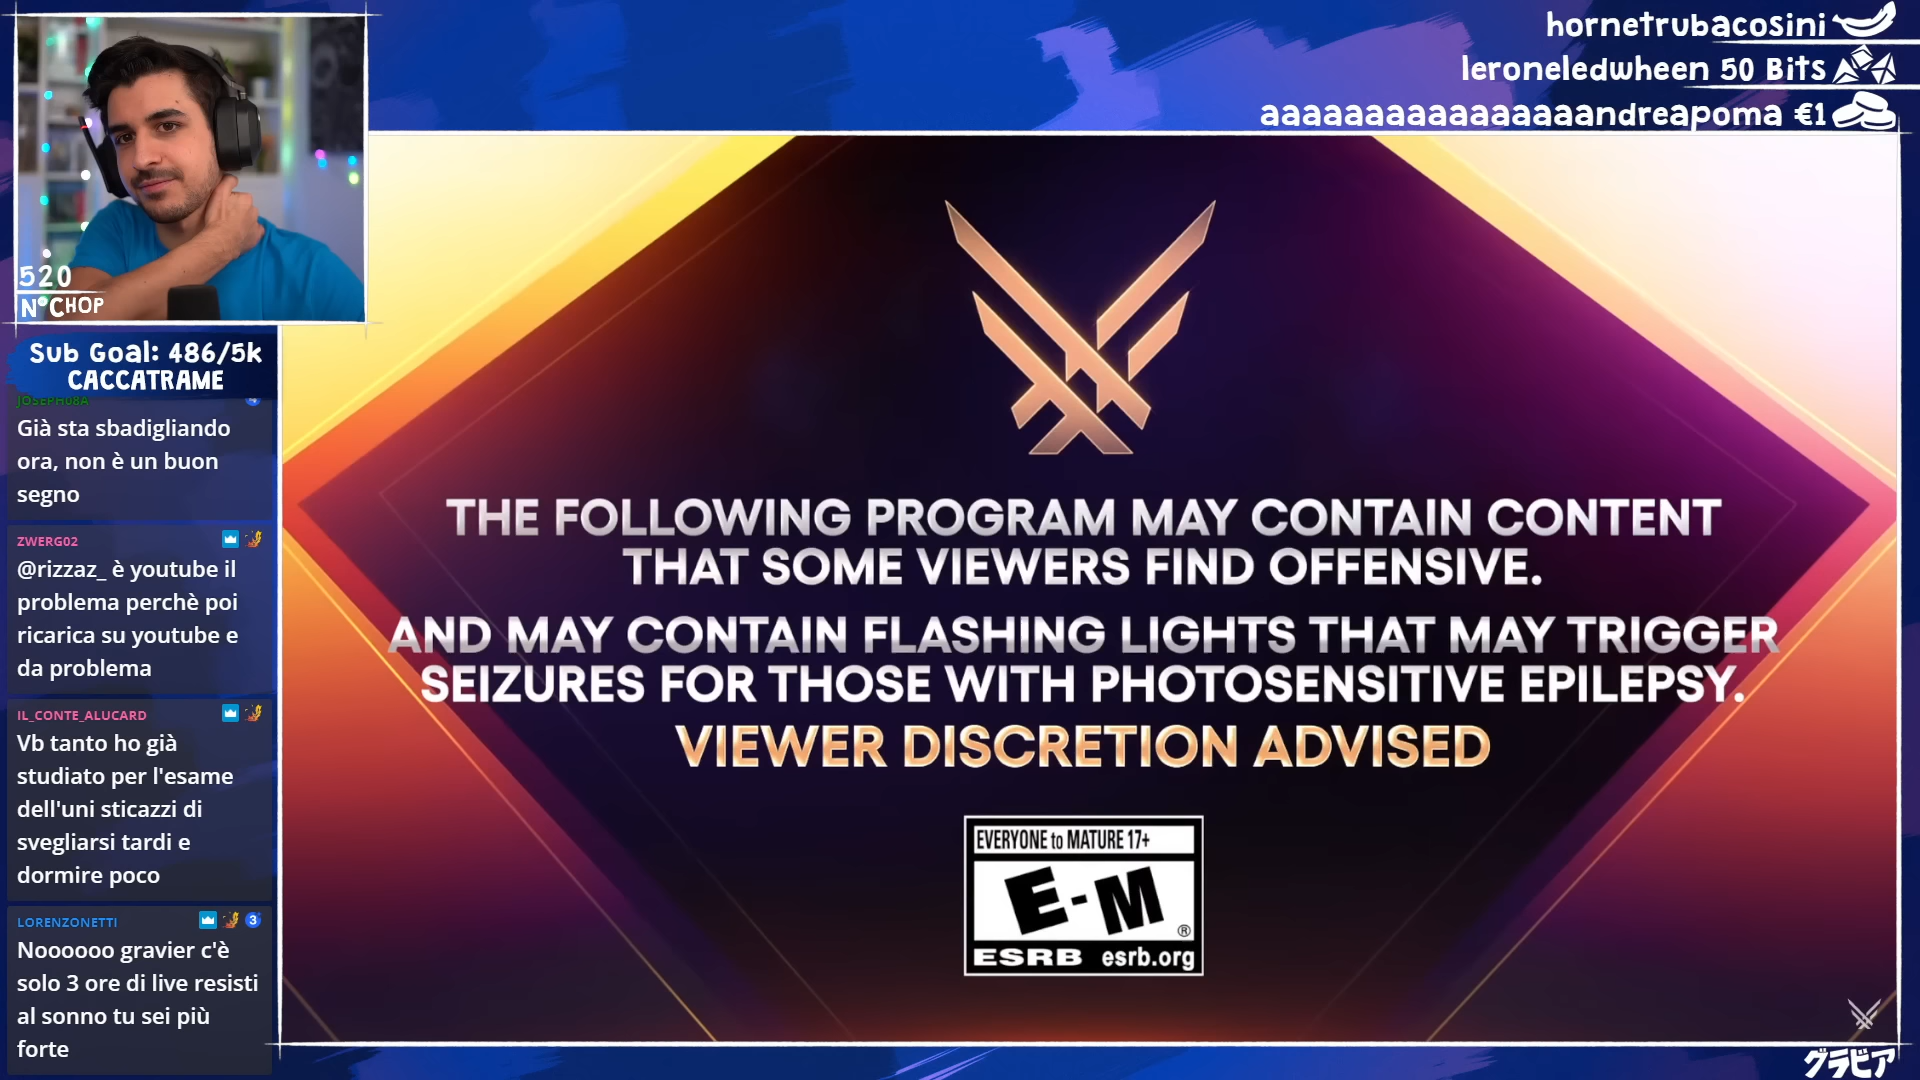 hornetrubacosini
leroneledwheen 50 Bits
aaaaaaaaaaaaaaaandreapoma €1
520
N°CHOP
Sub Goal: 486/5k
CACCATRAME
JOSEPH08A
Già sta sbadigliando
ora, non è un buon
segno
ZWERG02
@rizzaz_ è youtube il
problema perchè poi
ricarica su youtube e
da problema
IL_CONTE_ALUCARD
Vb tanto ho già
studiato per l'esame
dell'uni sticazzi di
svegliarsi tardi e
dormire poco
LORENZONETTI 3
Noooooo gravier c'è
solo 3 ore di live resisti
al sonno tu sei più
forte
THE FOLLOWING PROGRAM MAY CONTAIN CONTENT
THAT SOME VIEWERS FIND OFFENSIVE.
AND MAY CONTAIN FLASHING LIGHTS THAT MAY TRIGGER
SEIZURES FOR THOSE WITH PHOTOSENSITIVE EPILEPSY.
VIEWER DISCRETION ADVISED
EVERYONE to MATURE 17+
E-M®
ESRB esrb.org
グラビア